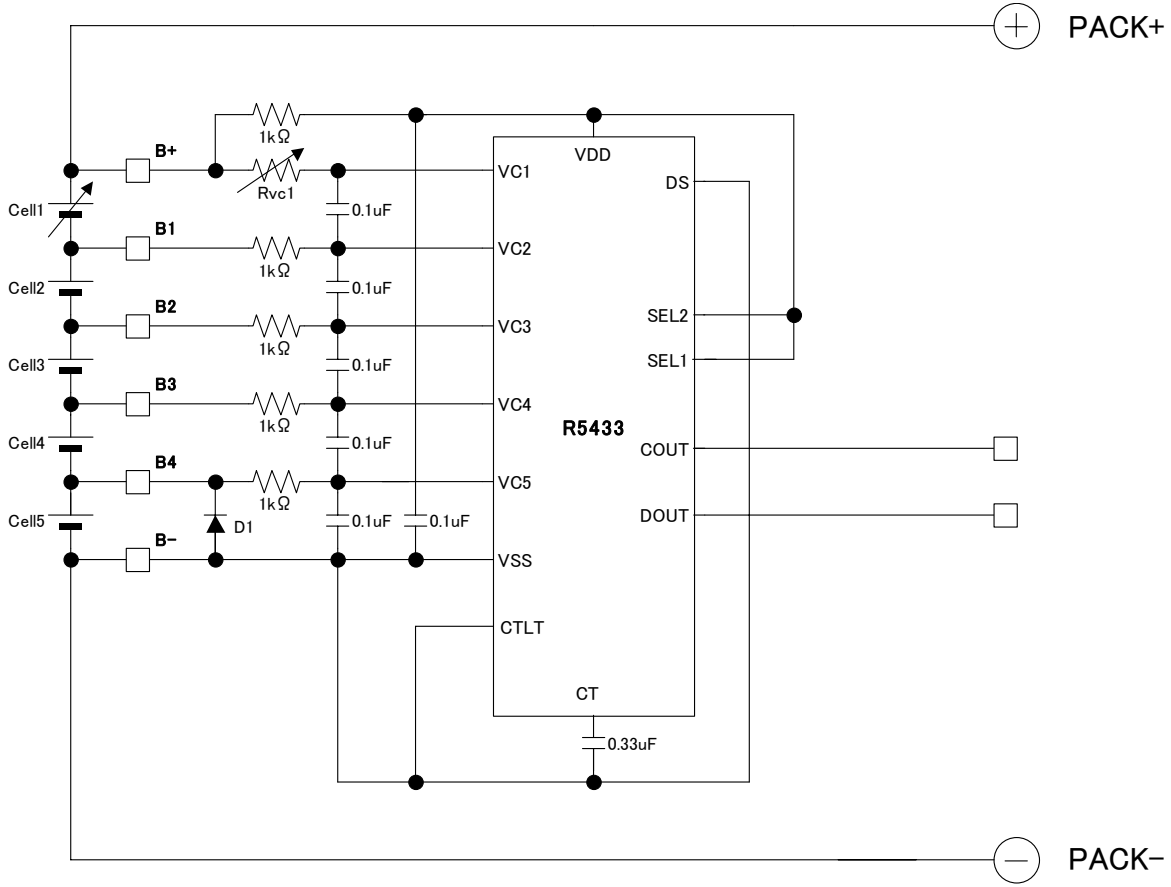 PACK+
1kΩ
VDD
B+
Rvc1
VC1
DS
Cell1
0.1uF
B1
1kΩ
VC2
Cell2
0.1uF
B2
1kΩ
VC3
SEL2
Cell3
0.1uF
SEL1
B3
1kΩ
VC4
R5433
Cell4
0.1uF
COUT
B4
1kΩ
VC5
Cell5
D1
0.1uF
0.1uF
DOUT
B-
VSS
CTLT
CT
0.33uF
PACK-